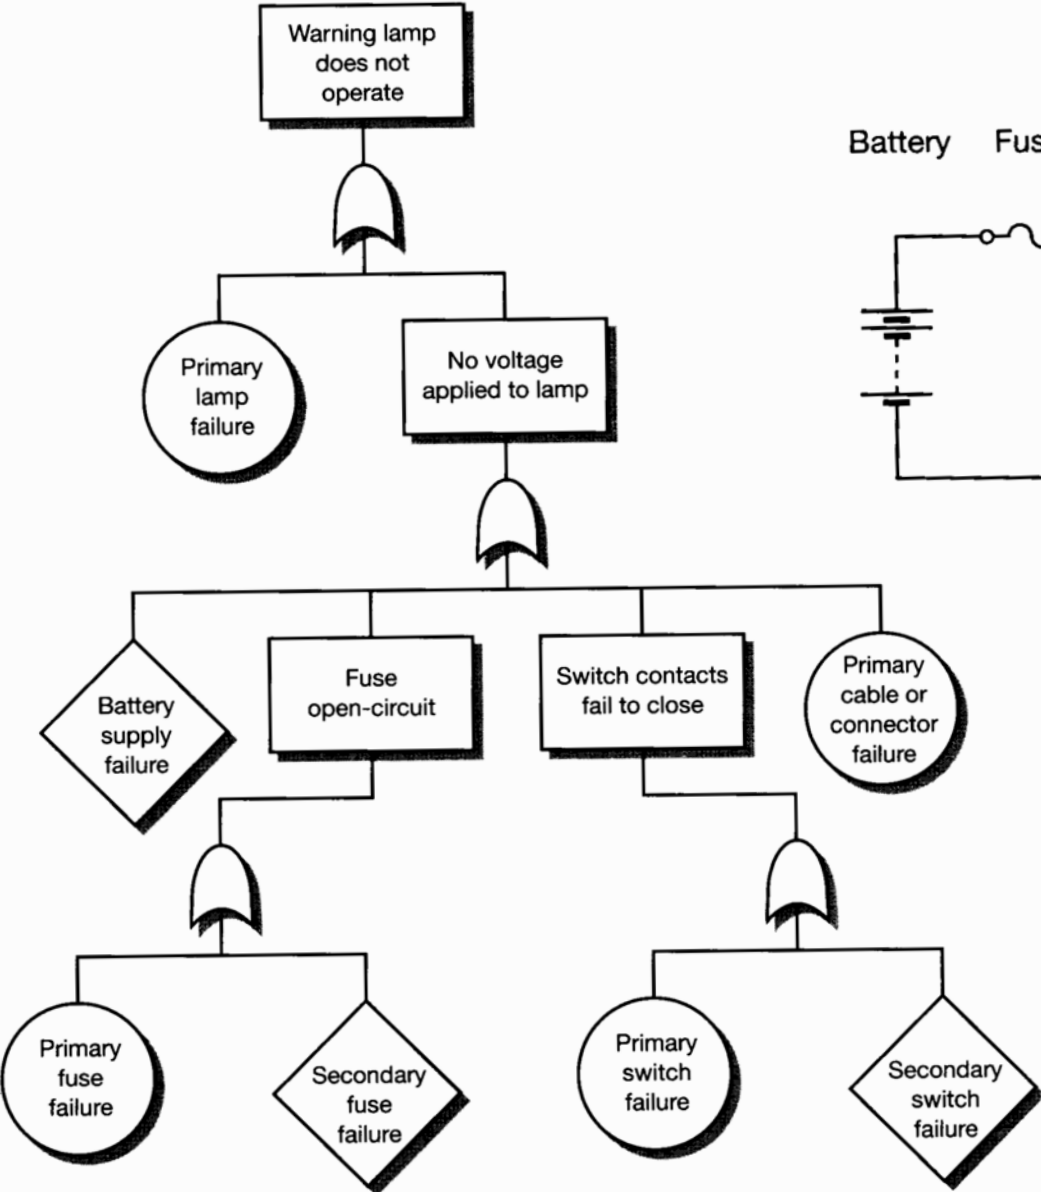 Warning lamp
does not
operate
Battery Fus
Primary
lamp
failure
No voltage
applied to lamp
Battery
supply
failure
Fuse
open-circuit
Switch contacts
fail to close
Primary
cable or
connector
failure
Primary
fuse
failure
Secondary
fuse
failure
Primary
switch
failure
Secondary
switch
failure